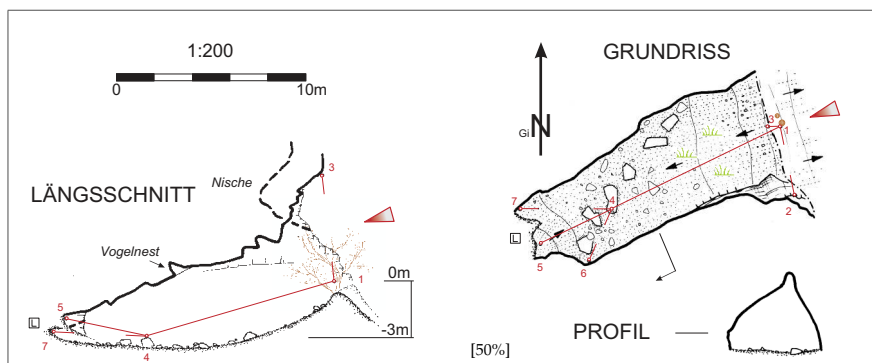 1:200
0
10m
LÄNGSSCHNITT
Nische
3
Vogelnest
1
0m
5
L
7
4
-3m
GRUNDRISS
Gi N
3
1
7
4
2
L
5
6
[50%]
PROFIL